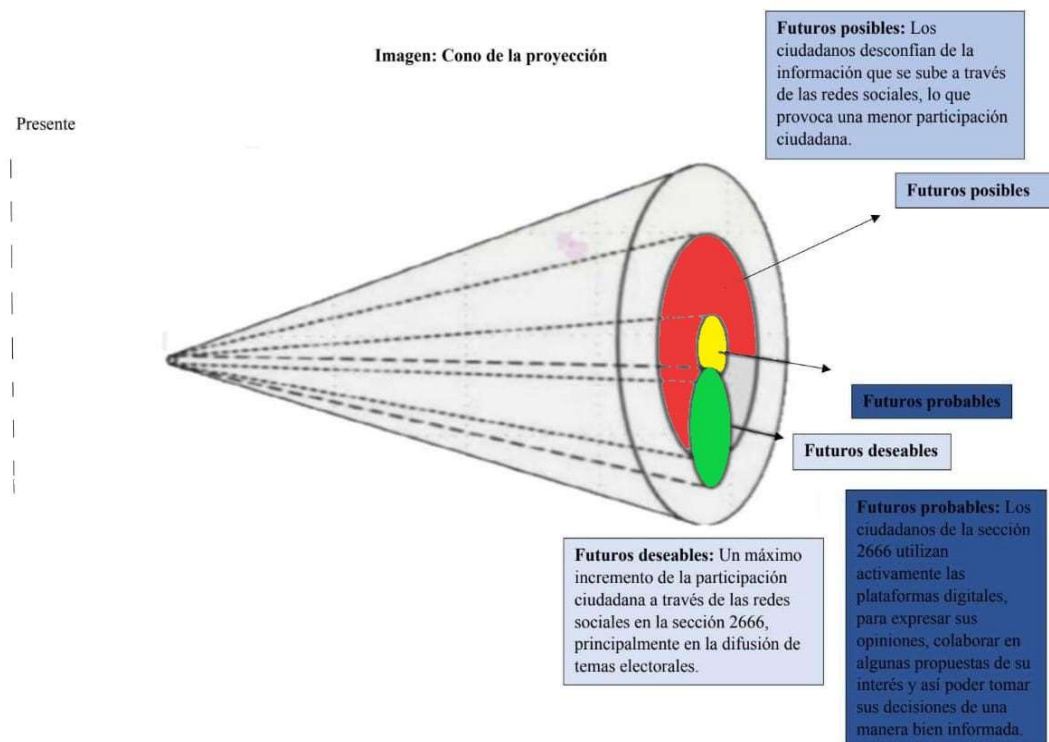 Imagen: Cono de la proyección
Presente
Futuros posibles: Los
ciudadanos desconfían de la
información que se sube a través
de las redes sociales, lo que
provoca una menor participación
ciudadana.
Futuros posibles
Futuros probables
Futuros deseables
Futuros deseables: Un máximo
incremento de la participación
ciudadana a través de las redes
sociales en la sección 2666,
principalmente en la difusión de
temas electorales.
Futuros probables: Los
ciudadanos de la sección
2666 utilizan
activamente las
plataformas digitales,
para expresar sus
opiniones, colaborar en
algunas propuestas de su
interés y así poder tomar
sus decisiones de una
manera bien informada.